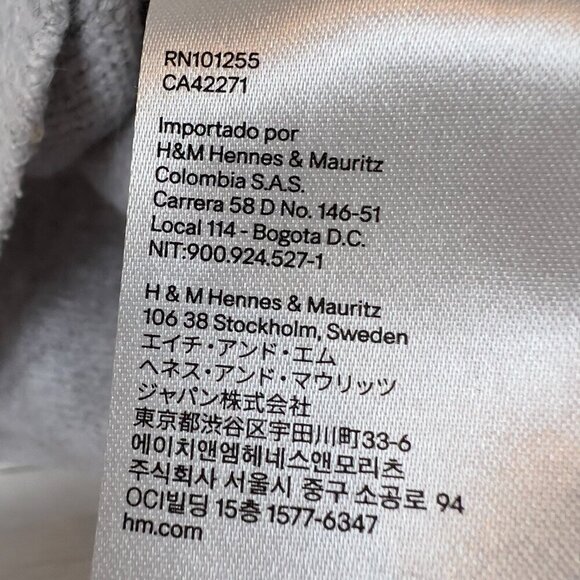 RN101255
CA42271
Importado por
H&M Hennes & Mauritz
Colombia S.A.S.
Carrera 58 D No. 146-51
Local 114 - Bogota D.C.
NIT:900.924.527-1
H & M Hennes & Mauritz
106 38 Stockholm, Sweden
エイチ・アンド・エム
ヘネス・アンド・マウリッツ
ジャパン株式会社
東京都渋谷区宇田川町33-6
에이치앤엠헤네스앤모리츠
주식회사 서울시 중구 소공로 94
OCI빌딩 15층 1577-6347
hm.com